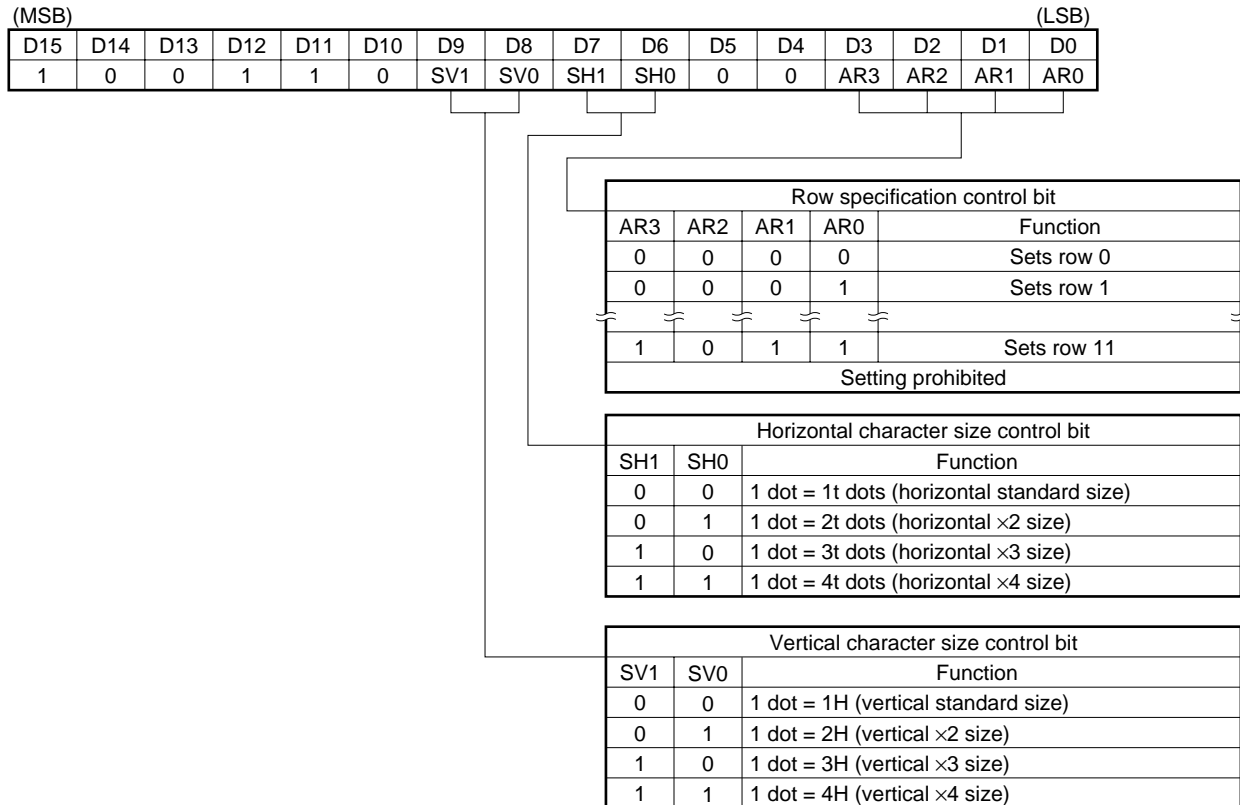 (MSB) (LSB)
D15 D14 D13 D12 D11 D10 D9 D8 D7 D6 D5 D4 D3 D2 D1 D0
1 0 0 1 1 0 SV1 SV0 SH1 SH0 0 0 AR3 AR2 AR1 AR0
Row specification control bit
AR3 AR2 AR1 AR0 Function
0 0 0 0 Sets row 0
0 0 0 1 Sets row 1
1 0 1 1 Sets row 11
Setting prohibited
Horizontal character size control bit
SH1 SH0 Function
0 0 1 dot = 1t dots (horizontal standard size)
0 1 1 dot = 2t dots (horizontal ×2 size)
1 0 1 dot = 3t dots (horizontal ×3 size)
1 1 1 dot = 4t dots (horizontal ×4 size)
Vertical character size control bit
SV1 SV0 Function
0 0 1 dot = 1H (vertical standard size)
0 1 1 dot = 2H (vertical ×2 size)
1 0 1 dot = 3H (vertical ×3 size)
1 1 1 dot = 4H (vertical ×4 size)